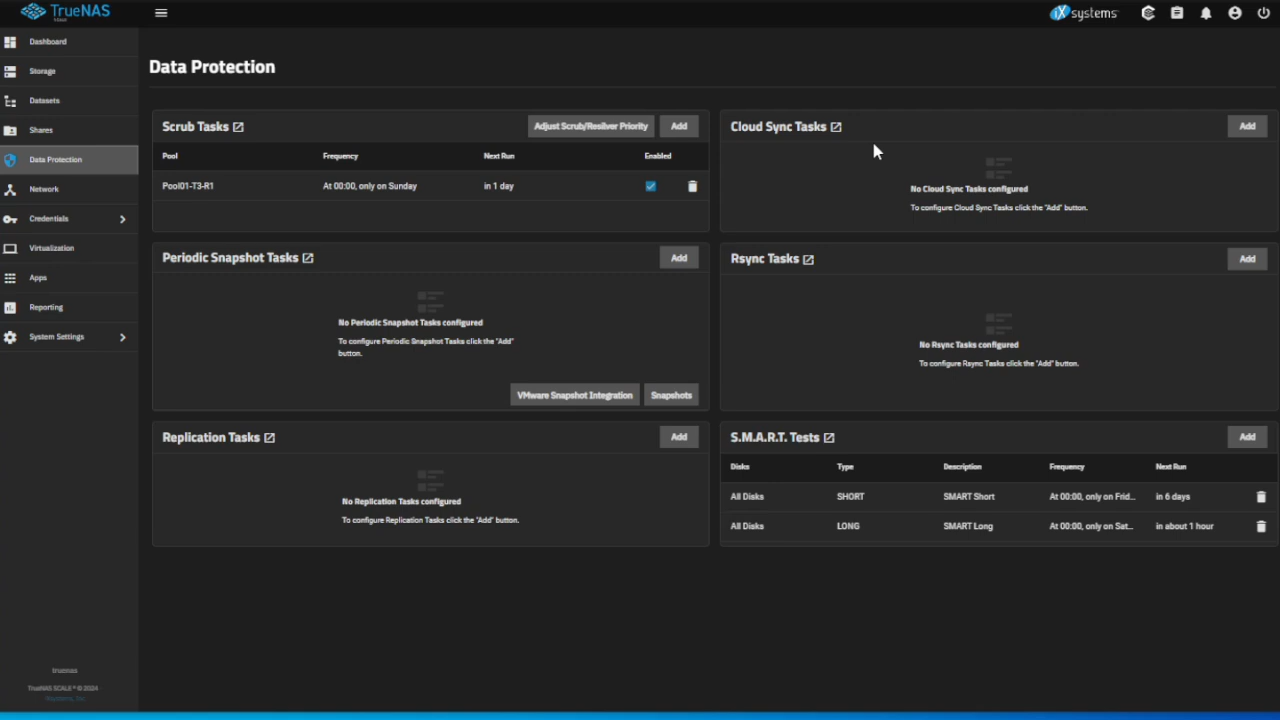 TrueNAS
SCALE
iXsystems
Dashboard
Storage
Datasets
Shares
Data Protection
Network
Credentials
Virtualization
Apps
Reporting
System Settings
truenas
TrueNAS SCALE ® © 2024
Data Protection
Scrub Tasks
Adjust Scrub/Resilver Priority
Add
Pool Frequency Next Run Enabled
Pool01-T3-R1 At 00:00, only on Sunday in 1 day
Cloud Sync Tasks
Add
No Cloud Sync Tasks configured
To configure Cloud Sync Tasks click the "Add" button.
Periodic Snapshot Tasks
Add
No Periodic Snapshot Tasks configured
To configure Periodic Snapshot Tasks click the "Add"
button.
VMware Snapshot Integration
Snapshots
Rsync Tasks
Add
No Rsync Tasks configured
To configure Rsync Tasks click the "Add" button.
Replication Tasks
Add
No Replication Tasks configured
To configure Replication Tasks click the "Add" button.
S.M.A.R.T. Tests
Add
Disks Type Description Frequency Next Run
All Disks SHORT SMART Short At 00:00, only on Frid... in 6 days
All Disks LONG SMART Long At 00:00, only on Sat... in about 1 hour